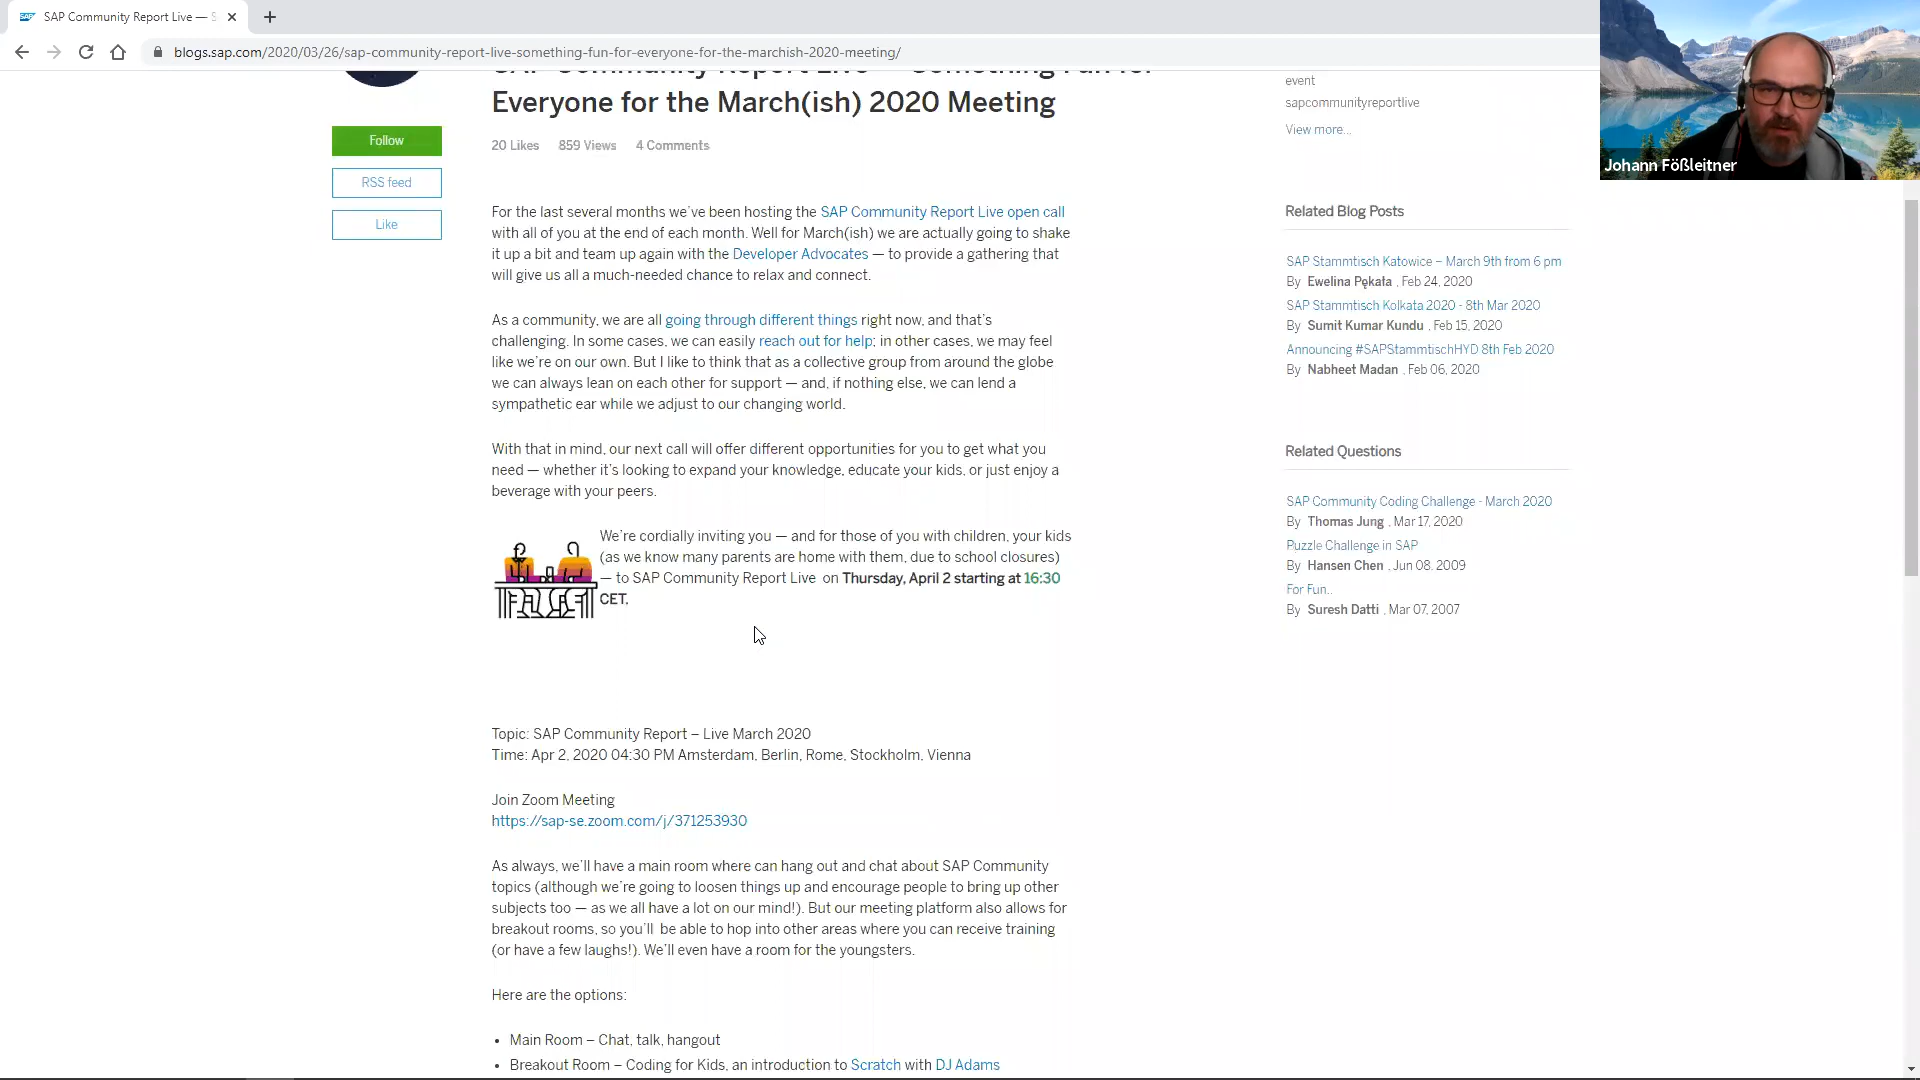 SAP Community Report Live — S
blogs.sap.com/2020/03/26/sap-community-report-live-something-fun-for-everyone-for-the-marchish-2020-meeting/
SAP Community Report Live — Something Fun for
Everyone for the March(ish) 2020 Meeting
20 Likes 859 Views 4 Comments
Follow
RSS feed
Like
For the last several months we've been hosting the SAP Community Report Live open call
with all of you at the end of each month. Well for March(ish) we are actually going to shake
it up a bit and team up again with the Developer Advocates — to provide a gathering that
will give us all a much-needed chance to relax and connect.
As a community, we are all going through different things right now, and that's
challenging. In some cases, we can easily reach out for help; in other cases, we may feel
like we're on our own. But I like to think that as a collective group from around the globe
we can always lean on each other for support — and, if nothing else, we can lend a
sympathetic ear while we adjust to our changing world.
With that in mind, our next call will offer different opportunities for you to get what you
need — whether it's looking to expand your knowledge, educate your kids, or just enjoy a
beverage with your peers.
We're cordially inviting you — and for those of you with children, your kids
(as we know many parents are home with them, due to school closures)
— to SAP Community Report Live on Thursday, April 2 starting at 16:30
CET.
Topic: SAP Community Report – Live March 2020
Time: Apr 2, 2020 04:30 PM Amsterdam, Berlin, Rome, Stockholm, Vienna
Join Zoom Meeting
https://sap-se.zoom.com/j/371253930
As always, we'll have a main room where can hang out and chat about SAP Community
topics (although we're going to loosen things up and encourage people to bring up other
subjects too — as we all have a lot on our mind!). But our meeting platform also allows for
breakout rooms, so you'll be able to hop into other areas where you can receive training
(or have a few laughs!). We'll even have a room for the youngsters.
Here are the options:
• Main Room – Chat, talk, hangout
• Breakout Room – Coding for Kids, an introduction to Scratch with DJ Adams
event
sapcommunityreportlive
View more...
Related Blog Posts
SAP Stammtisch Katowice – March 9th from 6 pm
By Ewelina Pękała , Feb 24, 2020
SAP Stammtisch Kolkata 2020 - 8th Mar 2020
By Sumit Kumar Kundu , Feb 15, 2020
Announcing #SAPStammtischHYD 8th Feb 2020
By Nabheet Madan , Feb 06, 2020
Related Questions
SAP Community Coding Challenge - March 2020
By Thomas Jung , Mar 17, 2020
Puzzle Challenge in SAP
By Hansen Chen , Jun 08, 2009
For Fun..
By Suresh Datti , Mar 07, 2007
Johann Fößleitner